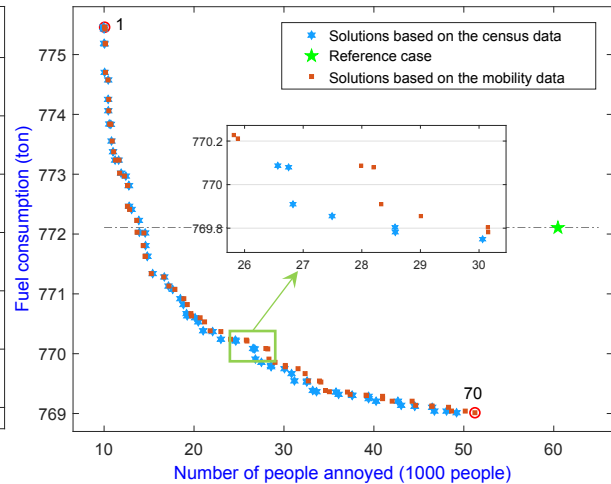 1
Solutions based on the census data
Reference case
Solutions based on the mobility data
775
774
773
772
771
770
769
Fuel consumption (ton)
770.2
770
769.8
26 27 28 29 30
70
10 20 30 40 50 60
Number of people annoyed (1000 people)